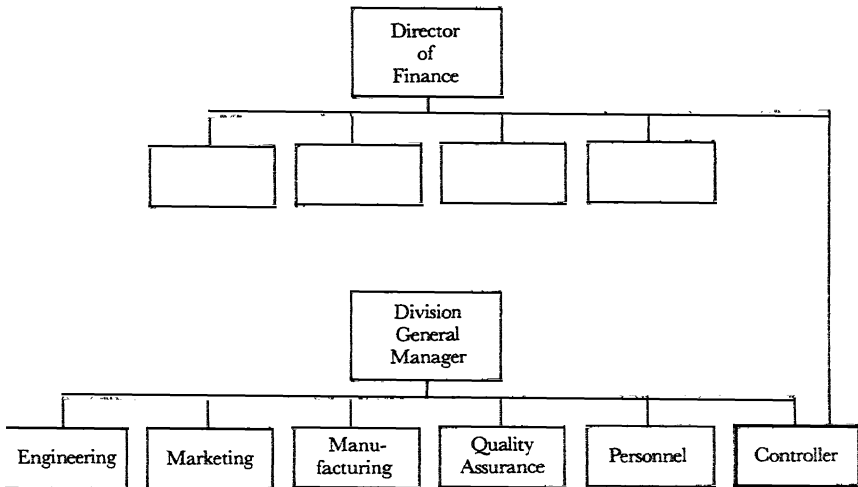 Director
of
Finance
Division
General
Manager
Engineering
Marketing
Manu-
facturing
Quality
Assurance
Personnel
Controller